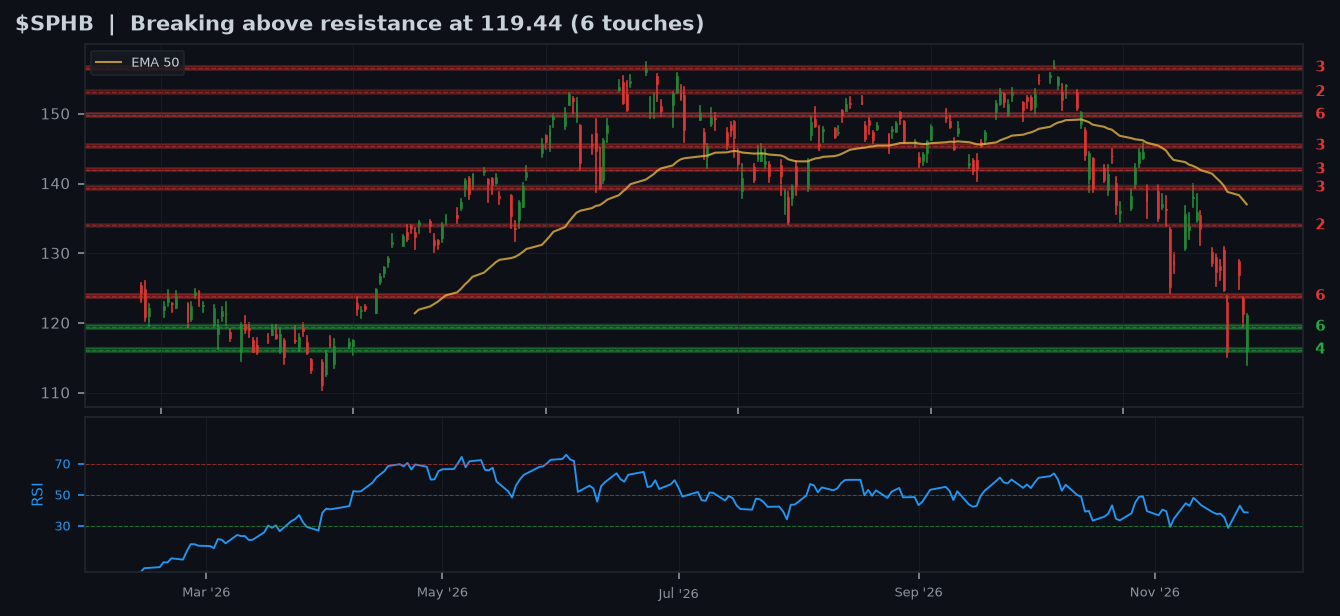 $SPHB | Breaking above resistance at 119.44 (6 touches)
EMA 50
150
140
130
120
110
3
2
6
3
3
3
2
6
6
4
RSI
70
50
30
Mar '26
May '26
Jul '26
Sep '26
Nov '26